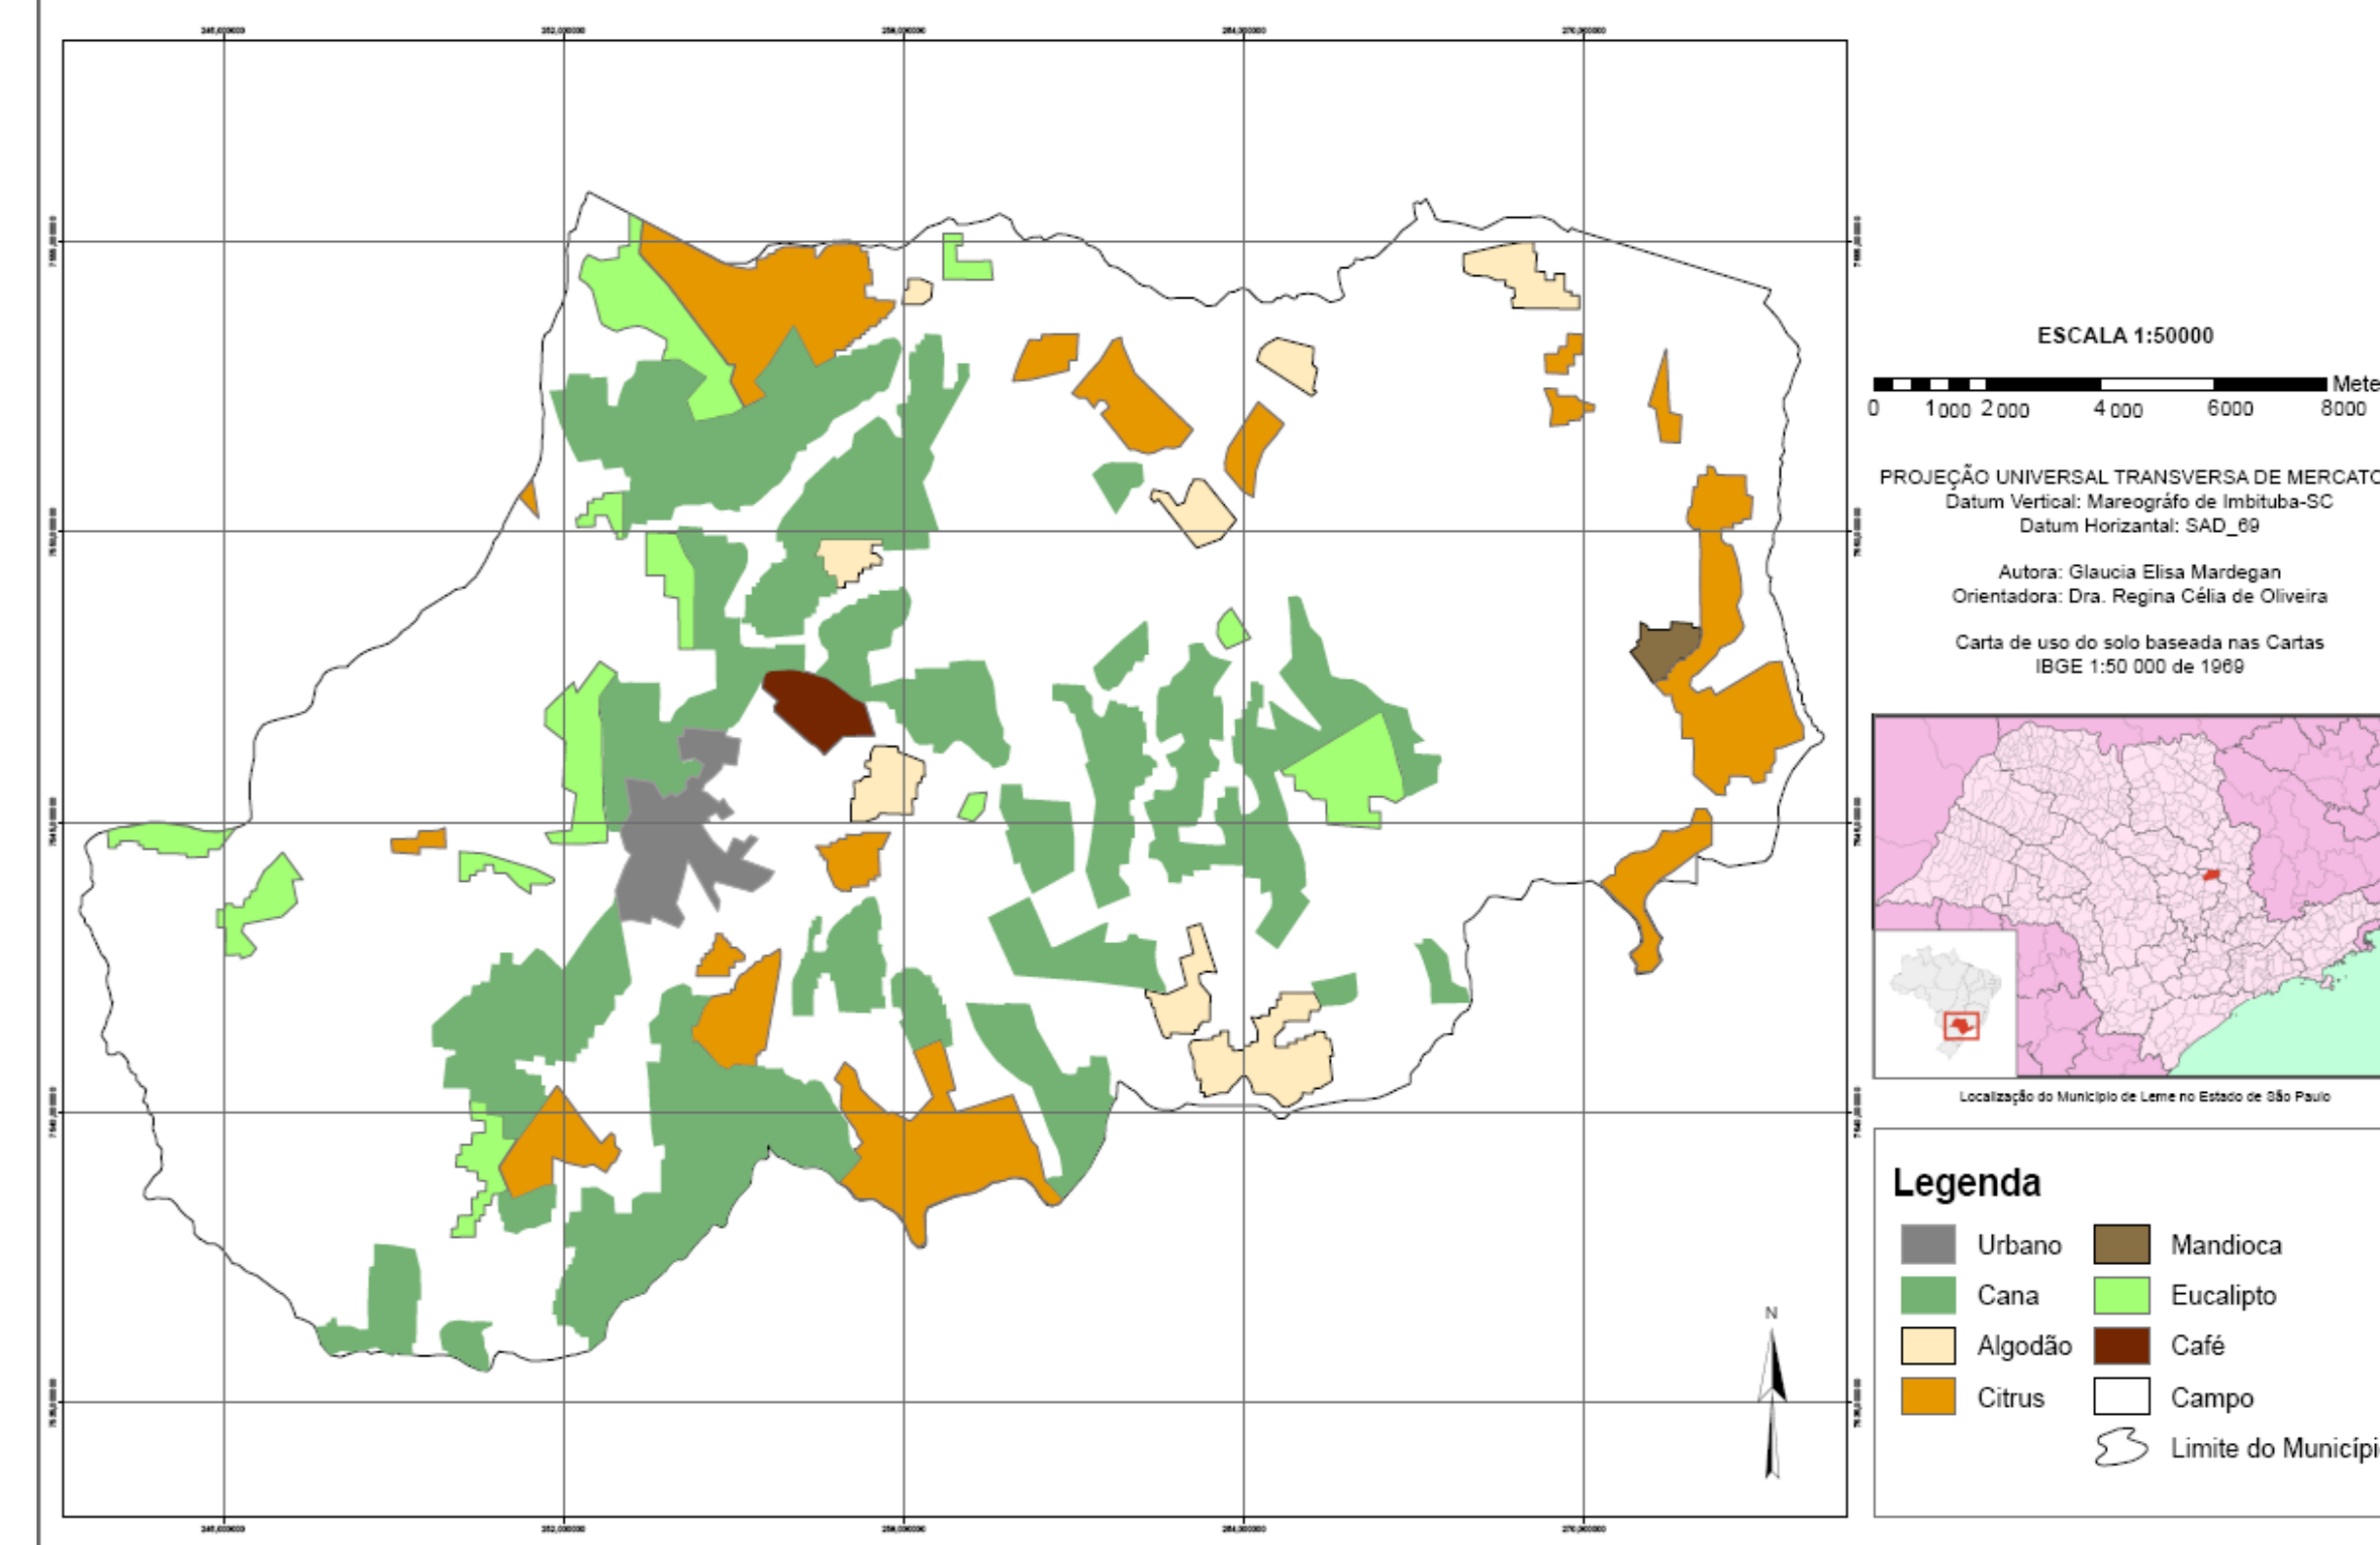 ESCALA 1:50000
Mete
0 1000 2000 4000 6000 8000
PROJEÇÃO UNIVERSAL TRANSVERSA DE MERCATO
Datum Vertical: Mareográfo de Imbituba-SC
Datum Horizantal: SAD_69
Autora: Glaucia Elisa Mardegan
Orientadora: Dra. Regina Célia de Oliveira
Carta de uso do solo baseada nas Cartas
IBGE 1:50 000 de 1969
Localização do Município de Leme no Estado de São Paulo
Legenda
Urbano
Mandioca
Cana
Eucalipto
Algodão
Café
Citrus
Campo
Limite do Municípi
N